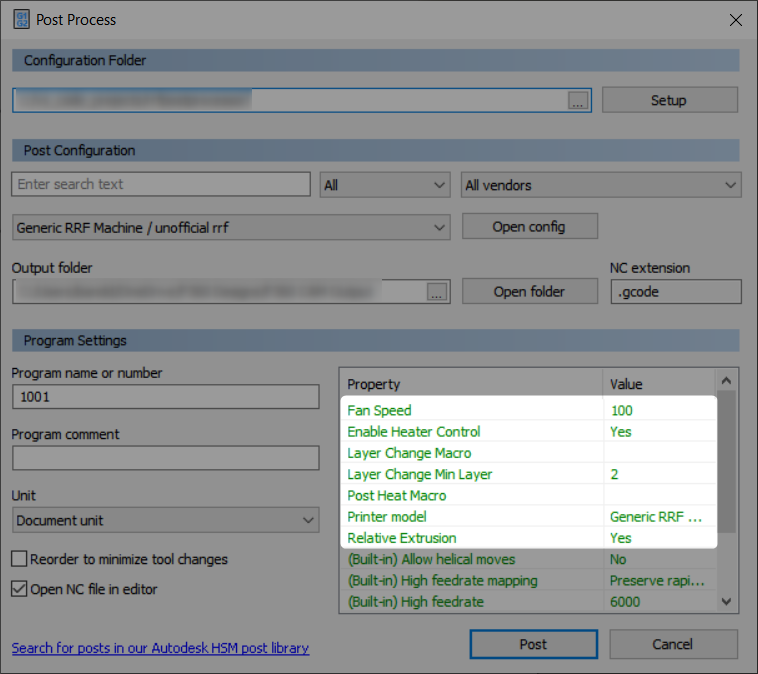 G1
G2
Post Process
Configuration Folder
...
Setup
Post Configuration
Enter search text
All
All vendors
Generic RRF Machine / unofficial rrf
Open config
Output folder
NC extension
...
Open folder
.gcode
Program Settings
Program name or number
1001
Program comment
Unit
Document unit
Reorder to minimize tool changes
Open NC file in editor
Property Value
Fan Speed 100
Enable Heater Control Yes
Layer Change Macro
Layer Change Min Layer 2
Post Heat Macro
Printer model Generic RRF ...
Relative Extrusion Yes
(Built-in) Allow helical moves No
(Built-in) High feedrate mapping Preserve rapi...
(Built-in) High feedrate 6000
Search for posts in our Autodesk HSM post library
Post
Cancel